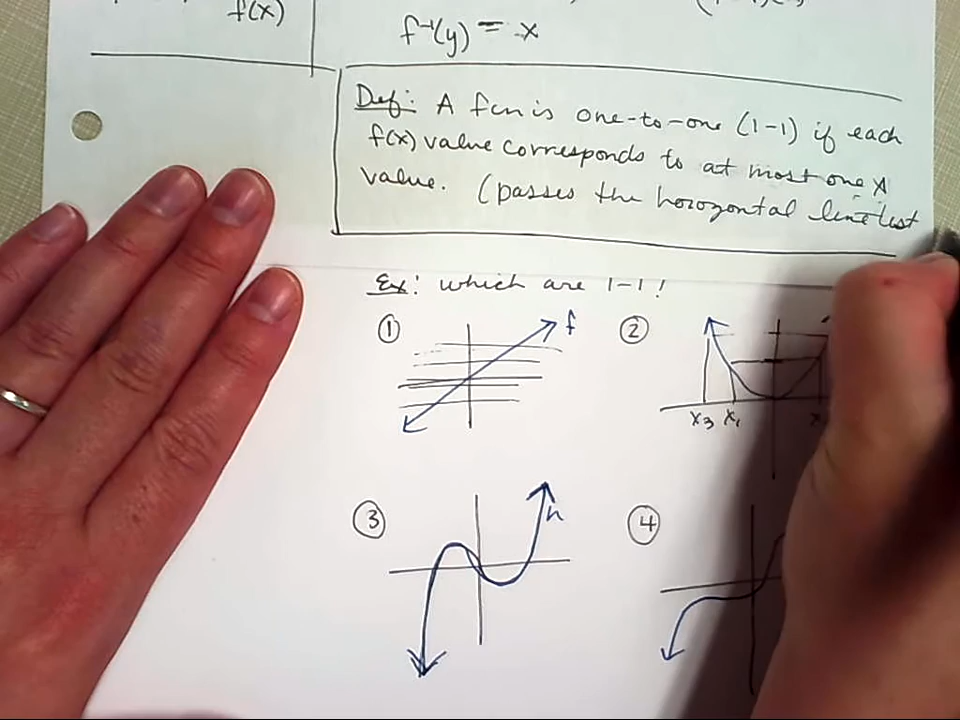 f(x)
f⁻¹(y) = x
Def: A fcn is one-to-one (1-1) if each
f(x) value corresponds to at most one x
value. (passes the horozontal line test
Ex: which are 1-1?
① f ②
x₃ x₁ x
③ h ④